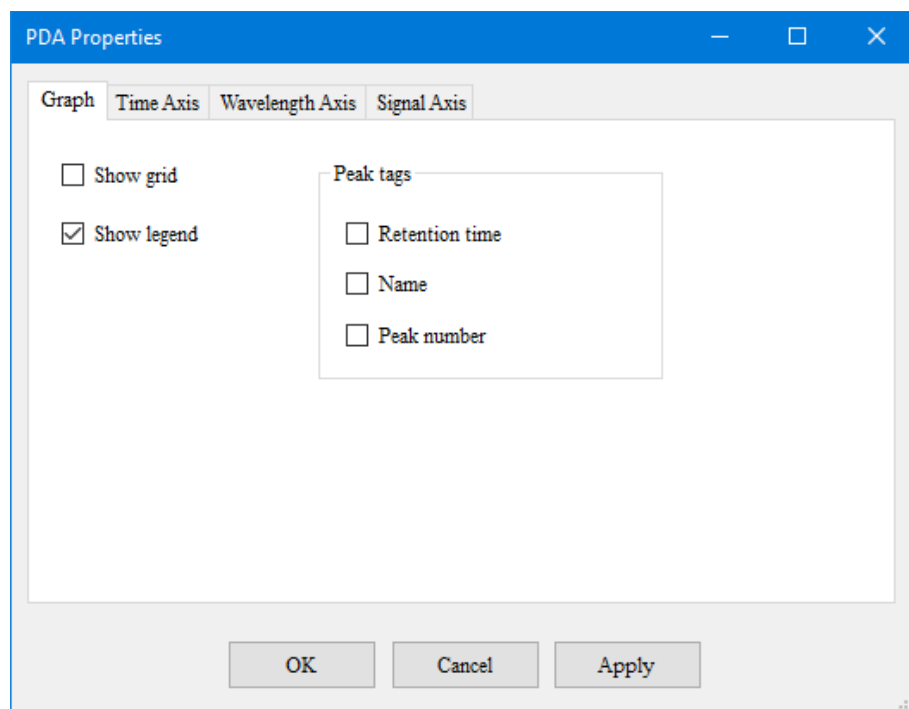 PDA Properties
Graph Time Axis Wavelength Axis Signal Axis
Show grid
Show legend
Peak tags
Retention time
Name
Peak number
OK Cancel Apply